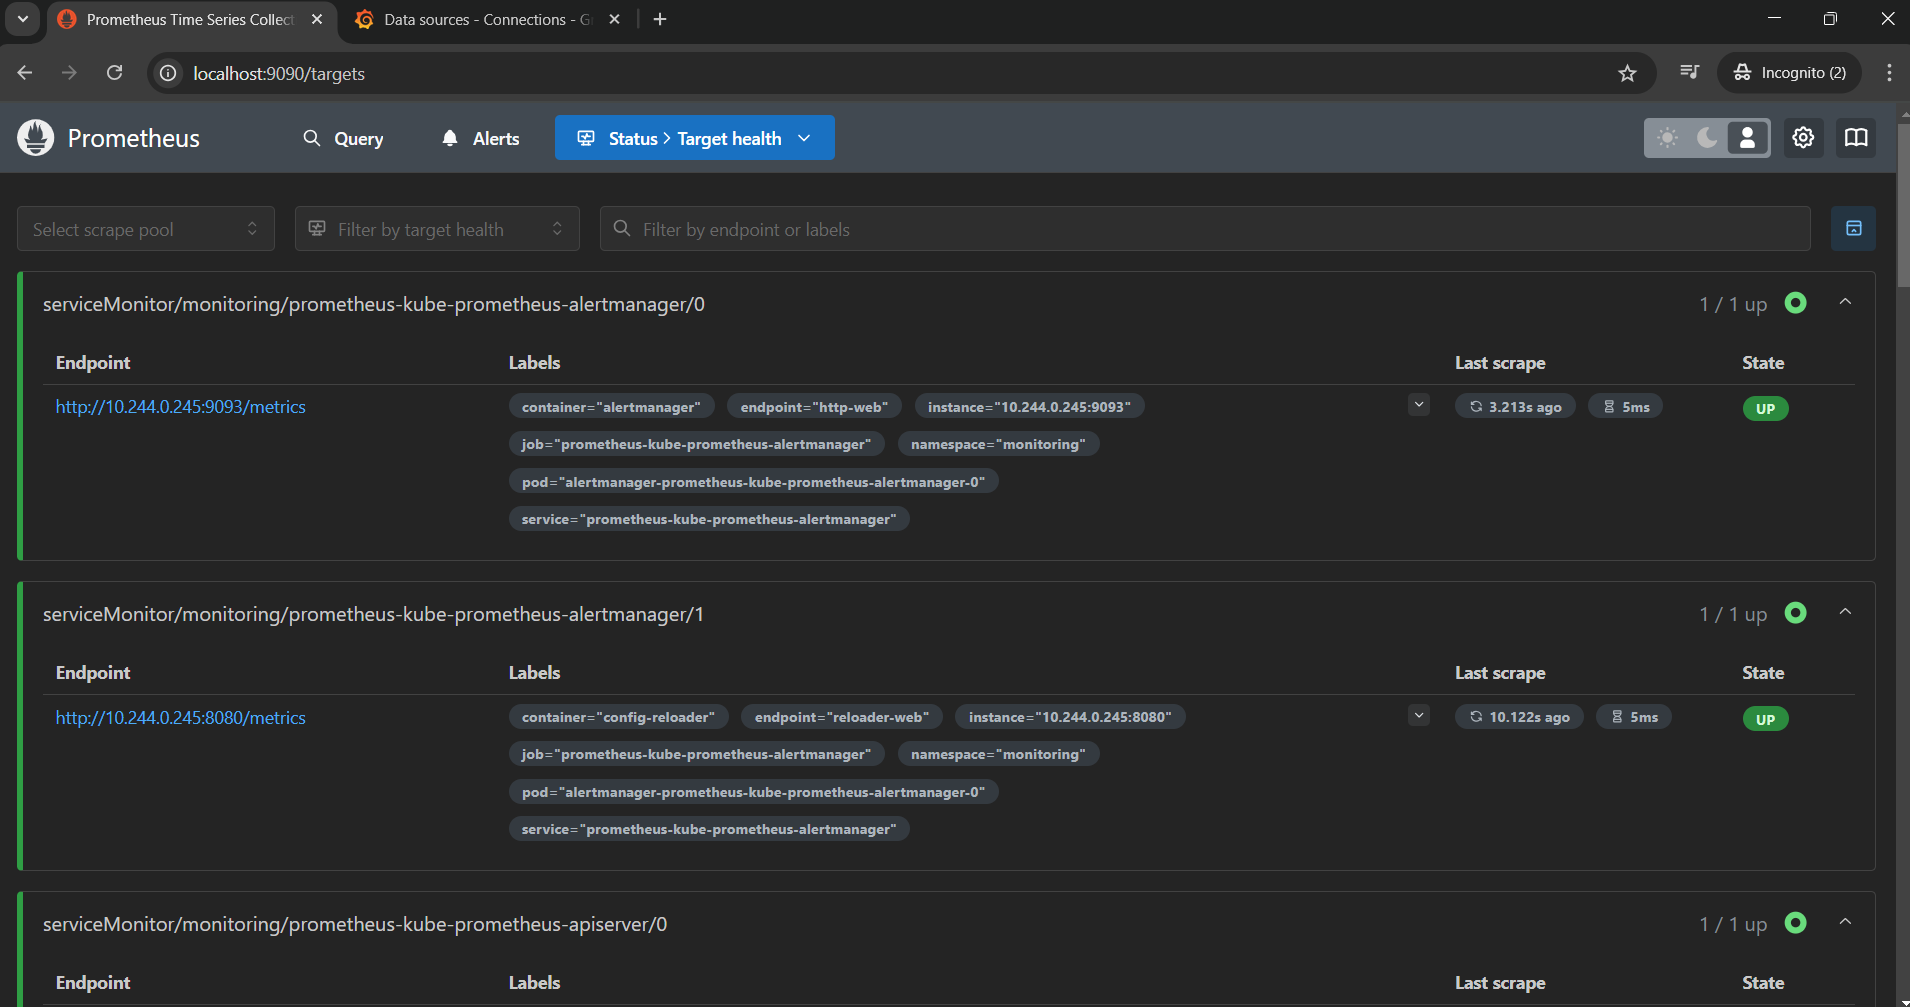 Prometheus Time Series Collect
Data sources - Connections - G
localhost:9090/targets
Incognito (2)
Prometheus
Query
Alerts
Status > Target health
Select scrape pool
Filter by target health
Filter by endpoint or labels
serviceMonitor/monitoring/prometheus-kube-prometheus-alertmanager/0
1 / 1 up
Endpoint Labels Last scrape State
http://10.244.0.245:9093/metrics container="alertmanager" endpoint="http-web" instance="10.244.0.245:9093" 3.213s ago 5ms UP
job="prometheus-kube-prometheus-alertmanager" namespace="monitoring"
pod="alertmanager-prometheus-kube-prometheus-alertmanager-0"
service="prometheus-kube-prometheus-alertmanager"
serviceMonitor/monitoring/prometheus-kube-prometheus-alertmanager/1
1 / 1 up
Endpoint Labels Last scrape State
http://10.244.0.245:8080/metrics container="config-reloader" endpoint="reloader-web" instance="10.244.0.245:8080" 10.122s ago 5ms UP
job="prometheus-kube-prometheus-alertmanager" namespace="monitoring"
pod="alertmanager-prometheus-kube-prometheus-alertmanager-0"
service="prometheus-kube-prometheus-alertmanager"
serviceMonitor/monitoring/prometheus-kube-prometheus-apiserver/0
1 / 1 up
Endpoint Labels Last scrape State